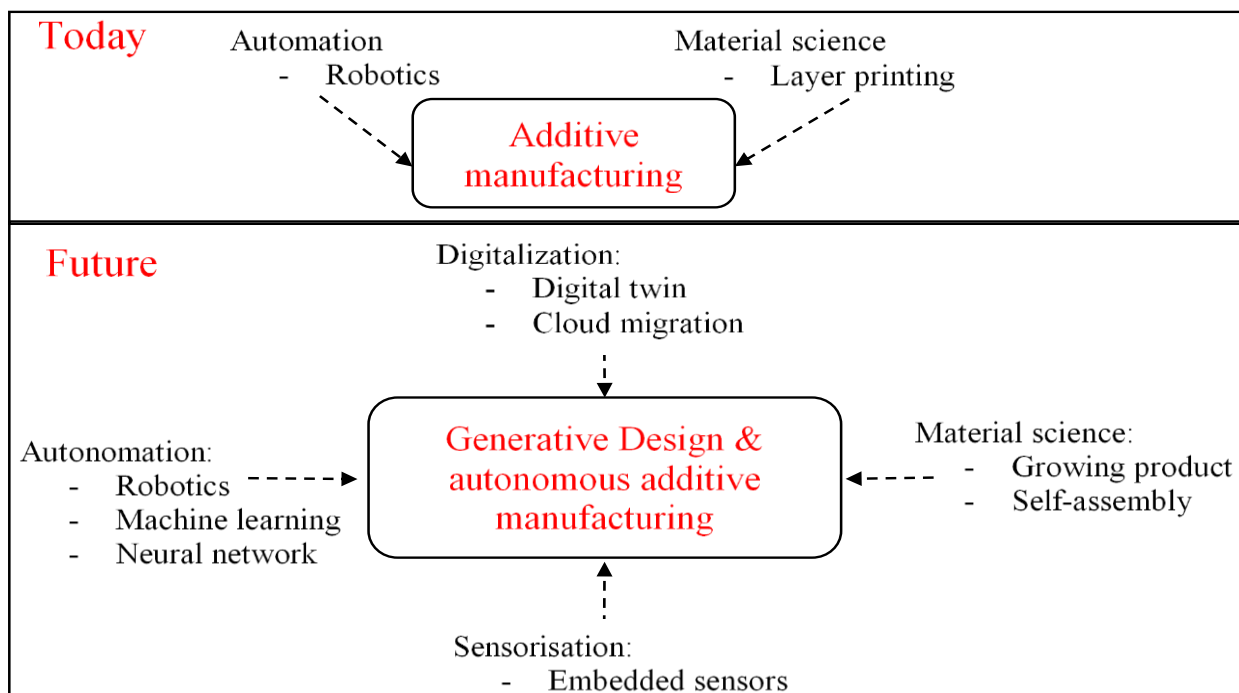 Today
Automation
- Robotics
Material science
- Layer printing
Additive
manufacturing
Future
Digitalization:
- Digital twin
- Cloud migration
Autonomation:
- Robotics
- Machine learning
- Neural network
Generative Design &
autonomous additive
manufacturing
Material science:
- Growing product
- Self-assembly
Sensorisation:
- Embedded sensors